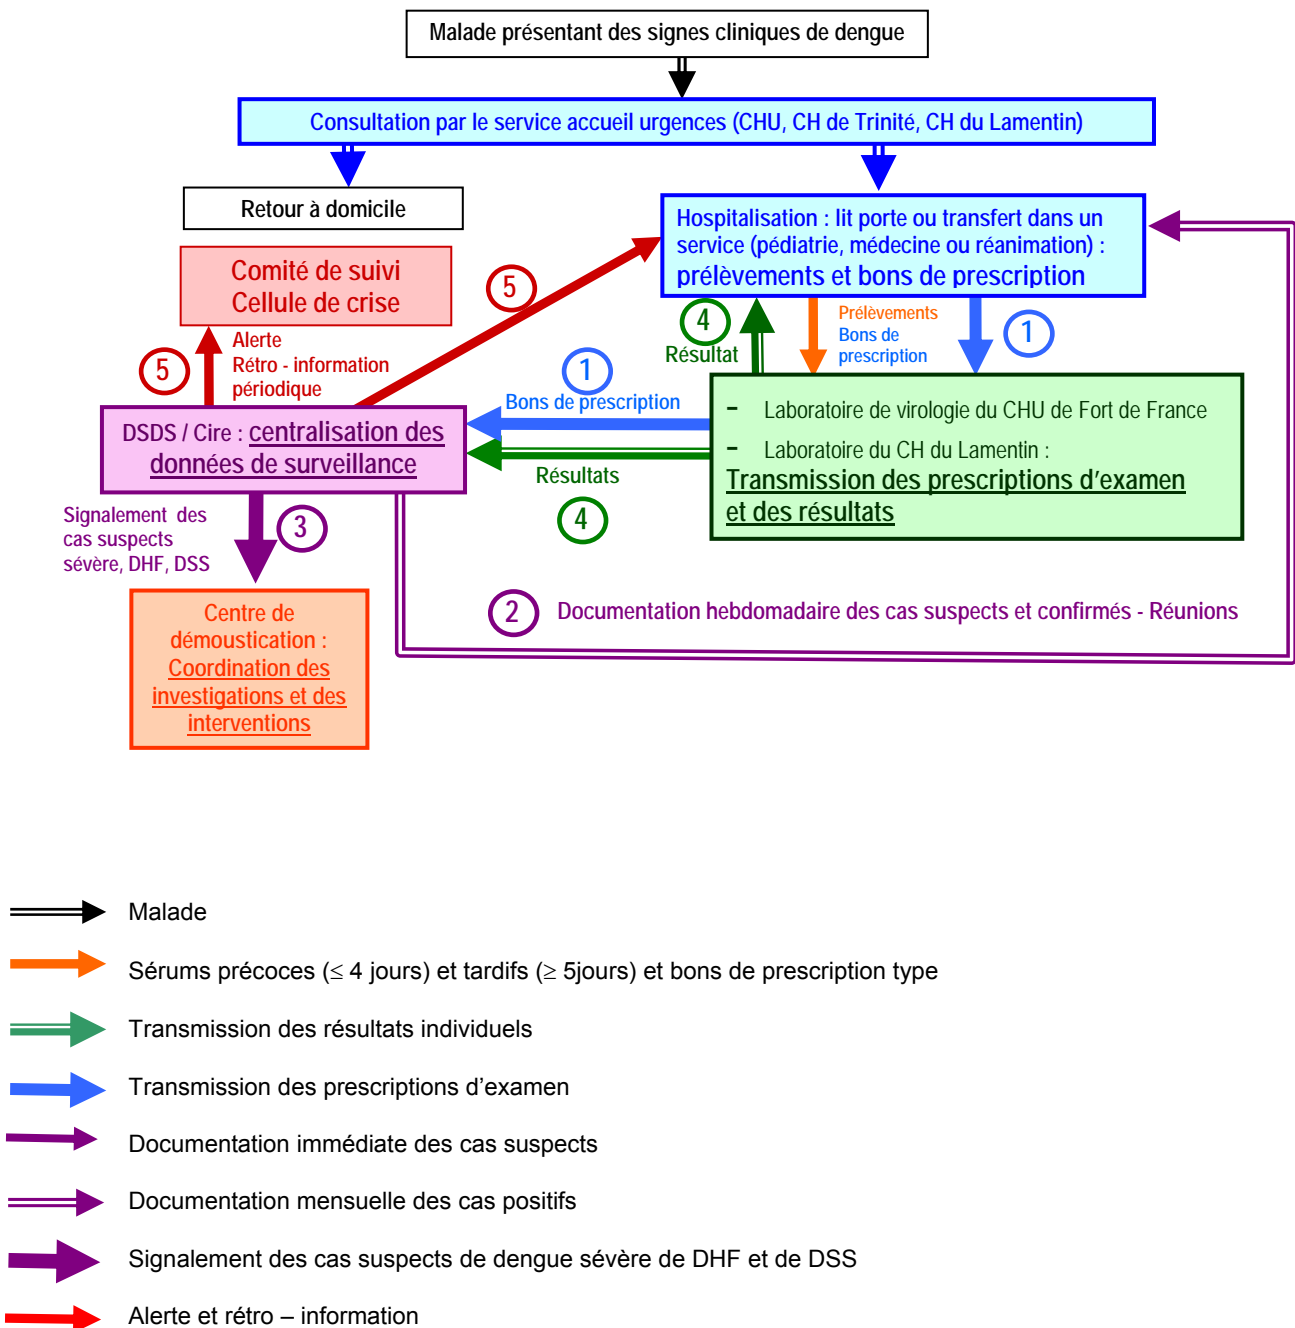 Malade présentant des signes cliniques de dengue
Consultation par le service accueil urgences (CHU, CH de Trinité, CH du Lamentin)
Retour à domicile
Hospitalisation : lit porte ou transfert dans un
service (pédiatrie, médecine ou réanimation) :
prélèvements et bons de prescription
Comité de suivi
Cellule de crise
5
4
Résultat
Prélèvements
Bons de
prescription
1
5
Alerte
Rétro - information
périodique
1
Bons de prescription
DSDS / Cire : centralisation des
données de surveillance
- Laboratoire de virologie du CHU de Fort de France
- Laboratoire du CH du Lamentin :
Transmission des prescriptions d'examen
et des résultats
Résultats
4
Signalement des
cas suspects
sévère, DHF, DSS
3
Centre de
démoustication :
Coordination des
investigations et des
interventions
2
Documentation hebdomadaire des cas suspects et confirmés - Réunions
Malade
Sérums précoces (≤ 4 jours) et tardifs (≥ 5jours) et bons de prescription type
Transmission des résultats individuels
Transmission des prescriptions d'examen
Documentation immédiate des cas suspects
Documentation mensuelle des cas positifs
Signalement des cas suspects de dengue sévère de DHF et de DSS
Alerte et rétro – information